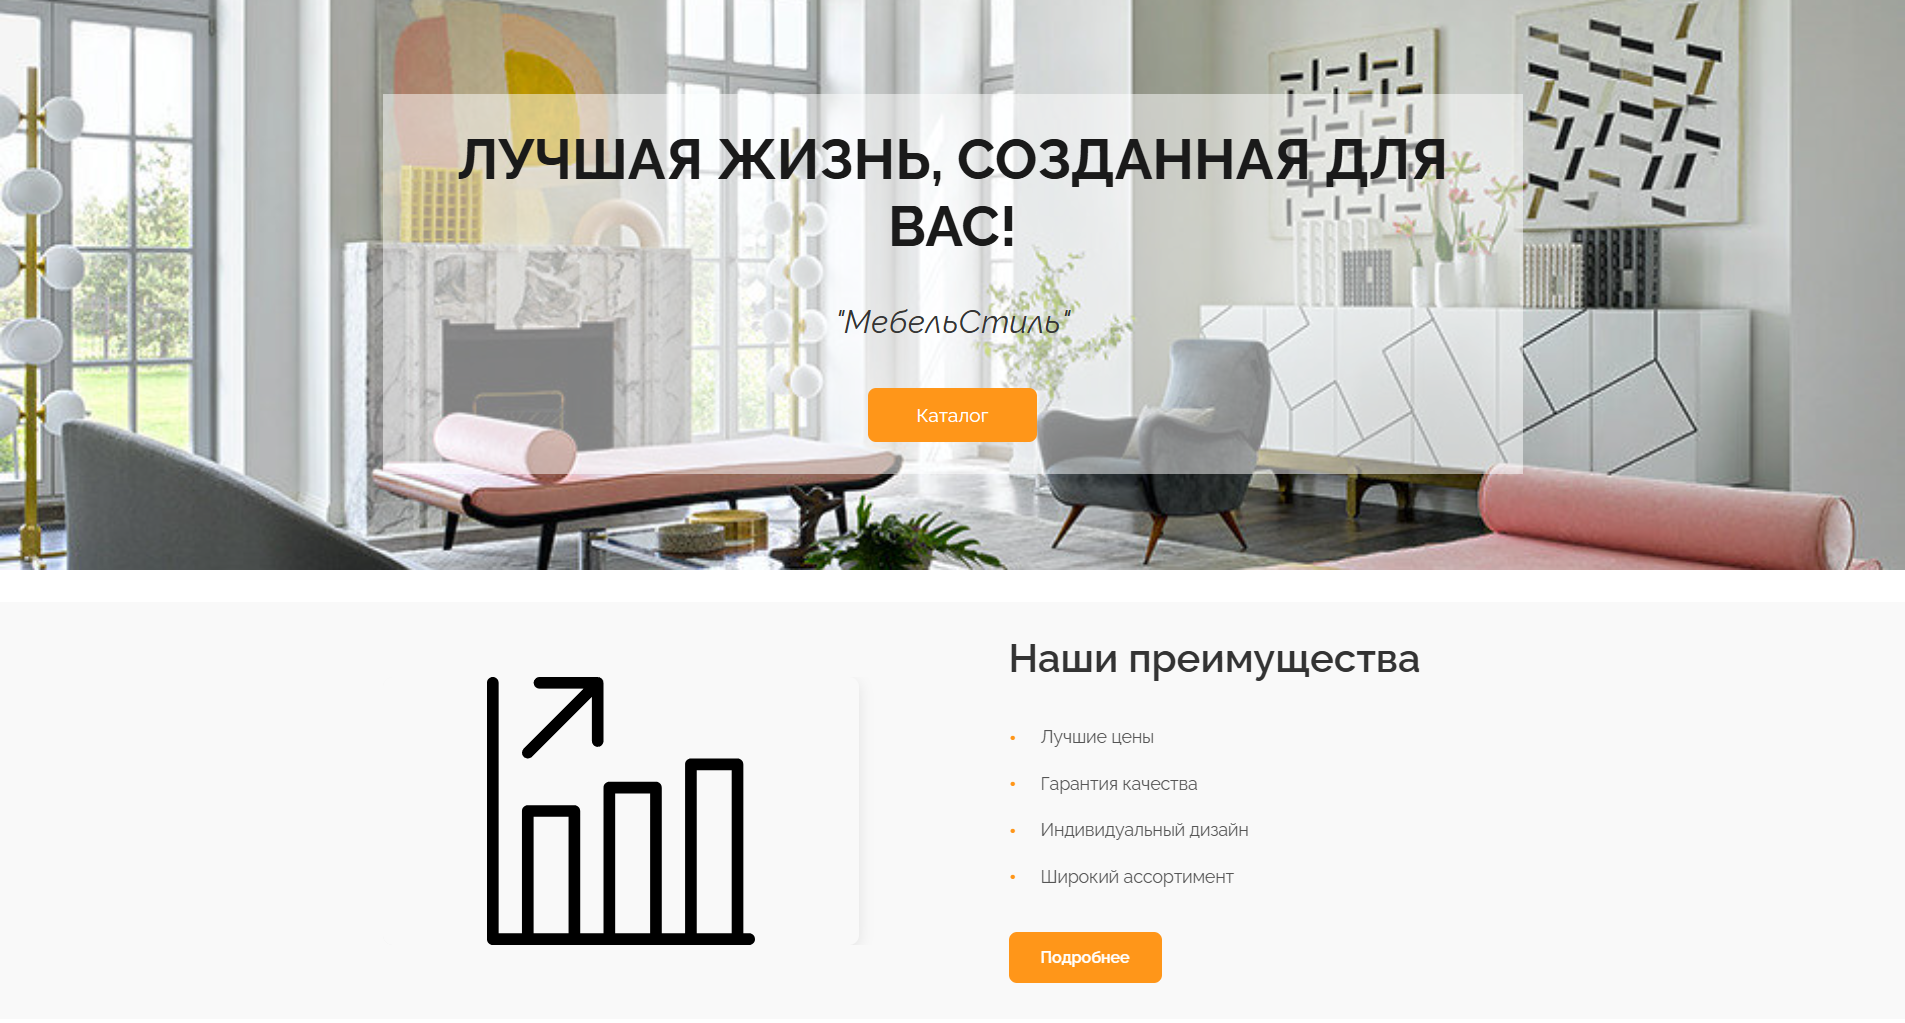 ЛУЧШАЯ ЖИЗНЬ, СОЗДАННАЯ ДЛЯ
ВАС!
"МебельСтиль"
Каталог
Наши преимущества
• Лучшие цены
• Гарантия качества
• Индивидуальный дизайн
• Широкий ассортимент
Подробнее